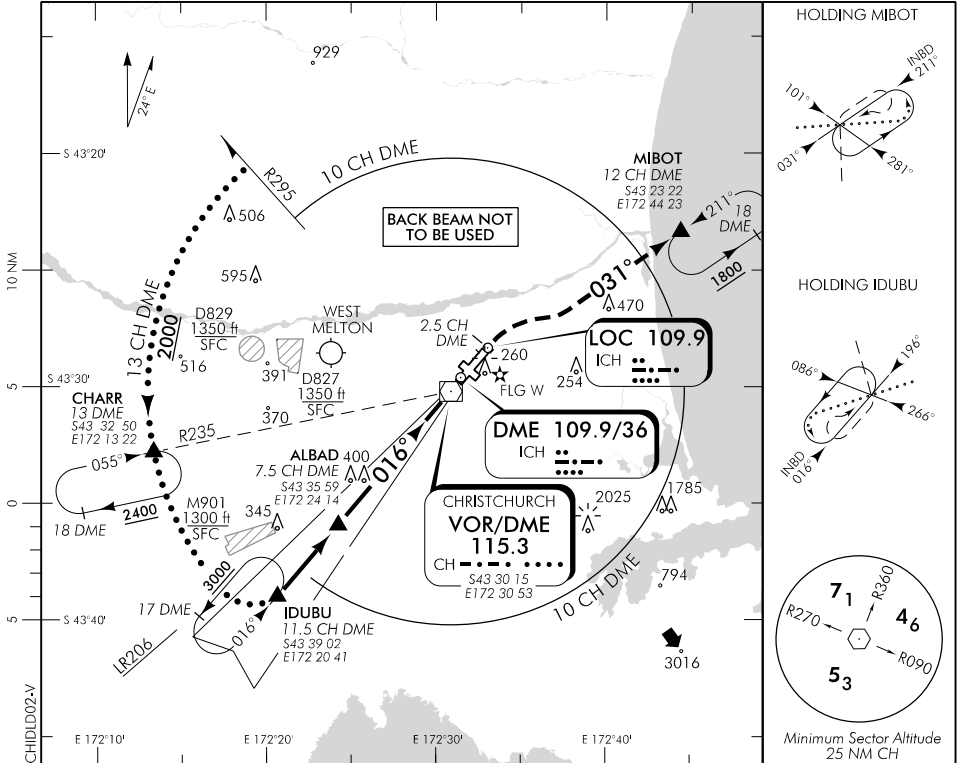 929
24° E
S 43°20'
R295
10 CH DME
MIBOT
12 CH DME
S43 23 22
E172 44 23
211°
18
DME
1800
506
BACK BEAM NOT
TO BE USED
031°
595
10 NM
13 CH DME
2000
D829
1350 ft
SFC
WEST
MELTON
2.5 CH
DME
470
LOC 109.9
ICH
516
391
D827
1350 ft
SFC
260
FLG W
254
5
S 43°30'
CHARR
13 DME
S43 32 50
E172 13 22
370
R235
055°
DME 109.9/36
ICH
ALBAD
7.5 CH DME
S43 35 59
E172 24 14
400
016°
18 DME
2400
0
M901
1300 ft
SFC
345
CHRISTCHURCH
VOR/DME
115.3
CH
S43 30 15
E172 30 53
2025
1785
10 CH DME
794
3000
17 DME
016°
IDUBU
11.5 CH DME
S43 39 02
E172 20 41
5
S 43°40'
LR206
3016
CHIDLD02-V
E 172°10'
E 172°20'
E 172°30'
E 172°40'
HOLDING MIBOT
INBD
211°
101°
031°
281°
HOLDING IDUBU
086°
196°
266°
INBD
016°
71
R360
R270
46
R090
53
Minimum Sector Altitude
25 NM CH